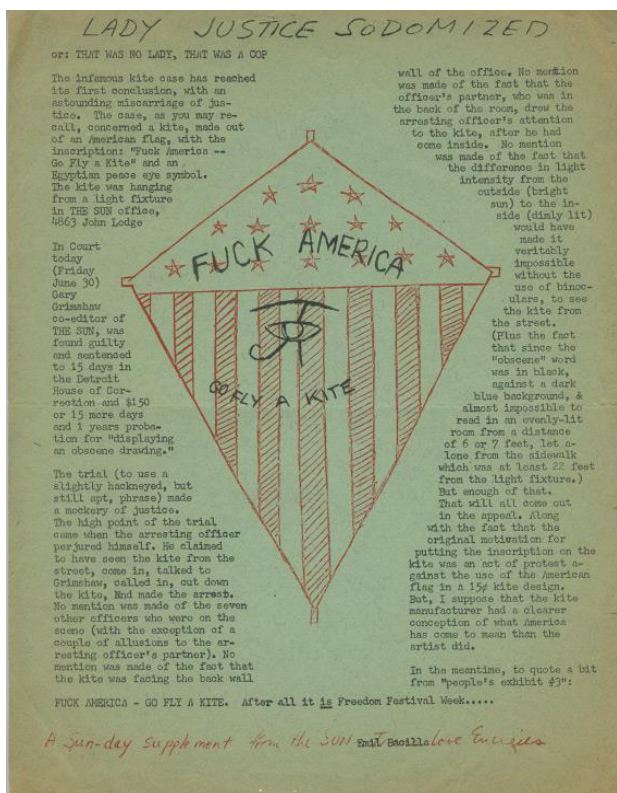 LADY JUSTICE SODOMIZED
or: THAT WAS NO LADY, THAT WAS A COP
The infamous kite case has reached
its first conclusion, with an
astounding miscarriage of jus-
tice. The case, as you may re-
call, concerned a kite, made out
of an American flag, with the
inscription: "Fuck America --
Go Fly a Kite" and an
Egyptian peace eye symbol.
The kite was hanging
from a light fixture
in THE SUN office,
4863 John Lodge
In Court
today
(Friday
June 30)
Gary
Grimshaw
co-editor of
THE SUN, was
found guilty
and sentenced
to 15 days in
the Detroit
House of Cor-
rection and $150
or 15 more days
and 1 years proba-
tion for "displaying
an obscene drawing."
The trial (to use a
slightly hackneyed, but
still apt, phrase) made
a mockery of justice.
The high point of the trial
came when the arresting officer
perjured himself. He claimed
to have seen the kite from the
street, come in, talked to
Grimshaw, called in, cut down
the kite, Nnd made the arrest.
No mention was made of the seven
other officers who were on the
scene (with the exception of a
couple of allusions to the ar-
resting officer's partner). No
mention was made of the fact that
the kite was facing the back wall
wall of the office. No mention
was made of the fact that the
officer's partner, who was in
the back of the room, drew the
arresting officer's attention
to the kite, after he had
come inside. No mention
was made of the fact that
the difference in light
intensity from the
outside (bright
sun) to the in-
side (dimly lit)
would have
made it
veritably
impossible
without the
use of binoc-
ulars, to see
the kite from
the street.
(Plus the fact
that since the
"obscene" word
was in black,
against a dark
blue background, &
almost impossible to
read in an evenly-lit
room from a distance
of 6 or 7 feet, let a-
lone from the sidewalk
which was at least 22 feet
from the light fixture.)
But enough of that.
That will all come out
in the appeal. Along
with the fact that the
original motivation for
putting the inscription on the
kite was an act of protest a-
gainst the use of the American
flag in a 15¢ kite design.
But, I suppose that the kite
manufacturer had a clearer
conception of what America
has come to mean than the
artist did.
In the meantime, to quote a bit
from "people's exhibit #3":
FUCK AMERICA
GO FLY A KITE
FUCK AMERICA - GO FLY A KITE. After all it is Freedom Festival Week.....
A Sun-day supplement from the SUN Emil Bacilla Love Energies